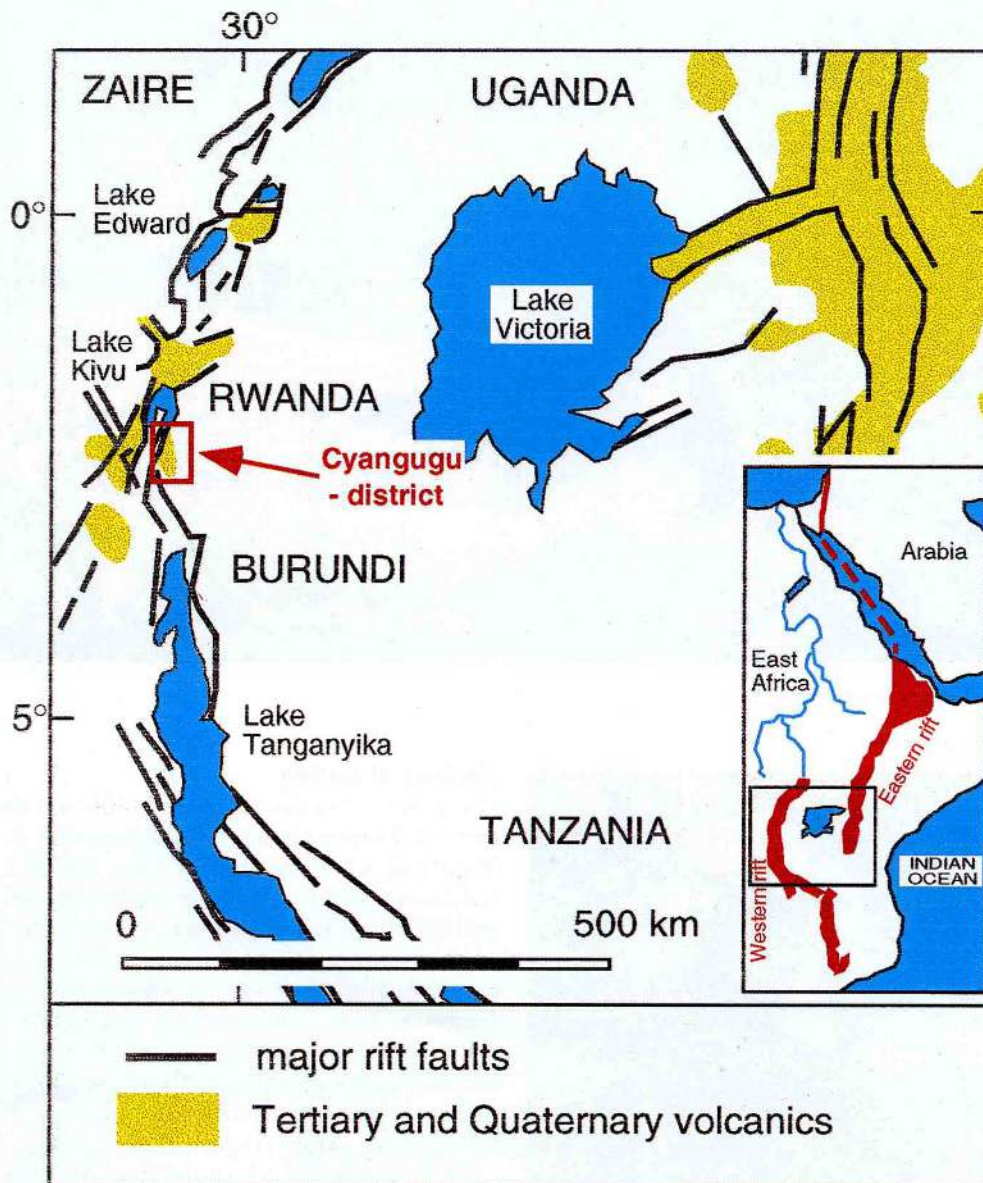 30°
ZAIRE
UGANDA
Lake
Edward
0°
Lake
Victoria
Lake
Kivu
RWANDA
Cyangugu
- district
BURUNDI
Arabia
East
Africa
5°
Lake
Tanganyika
Eastern rift
TANZANIA
INDIAN
OCEAN
Western rift
0
500 km
major rift faults
Tertiary and Quaternary volcanics